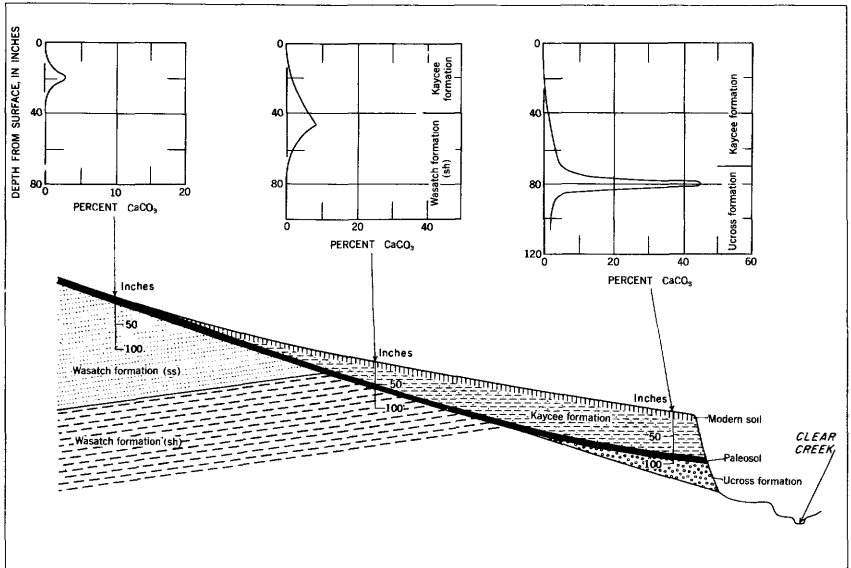 DEPTH FROM SURFACE, IN INCHES
0
40
80
0
10
20
PERCENT CaCO₃
0
40
80
0
20
40
PERCENT CaCO₃
Kaycee
formation
Wasatch formation
(sh)
0
40
80
120
0
20
40
60
PERCENT CaCO₃
Kaycee formation
Ucross formation
Inches
50
100
Wasatch formation (ss)
Wasatch formation (sh)
Inches
50
100
Kaycee formation
Inches
50
100
Modern soil
Paleosol
Ucross formation
CLEAR
CREEK